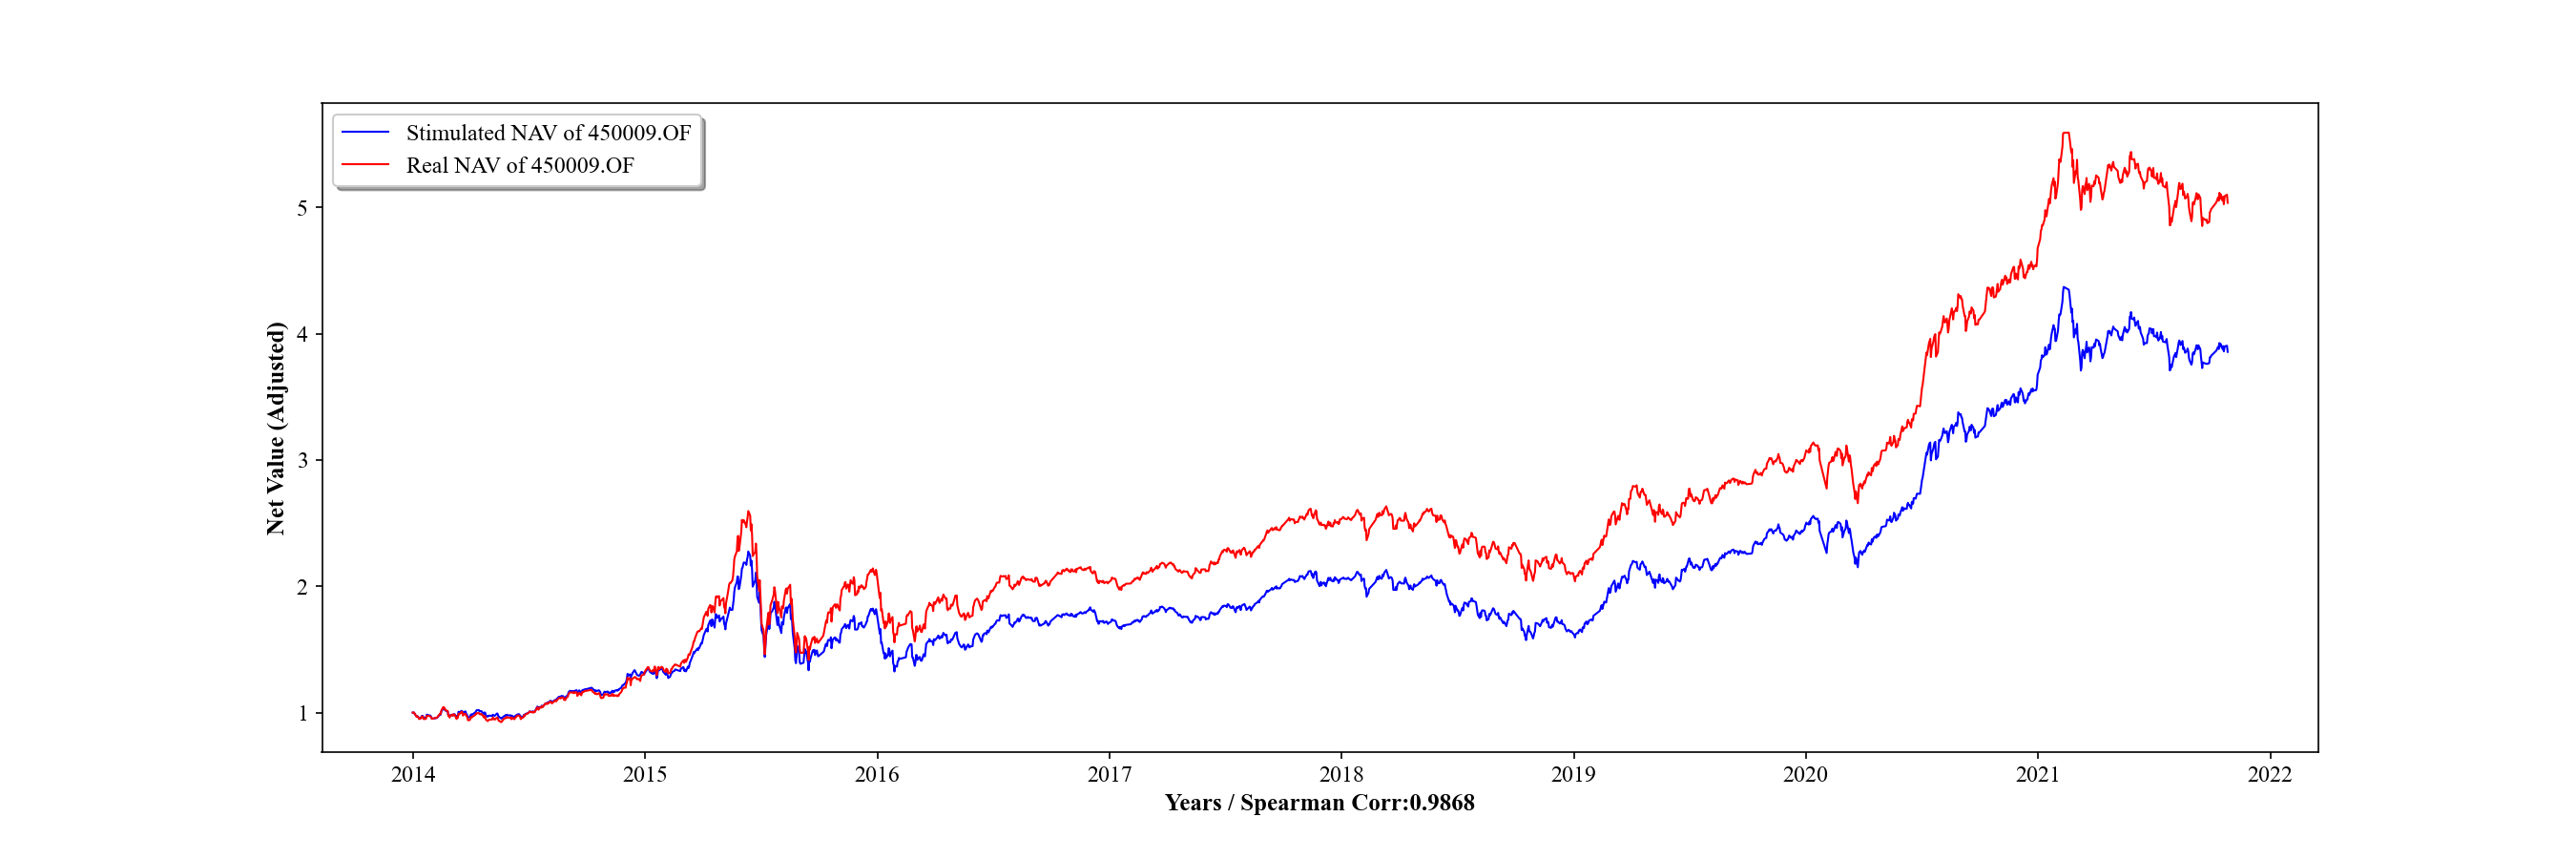 Stimulated NAV of 450009.OF
Real NAV of 450009.OF
Net Value (Adjusted)
5
4
3
2
1
2014 2015 2016 2017 2018 2019 2020 2021 2022
Years / Spearman Corr:0.9868